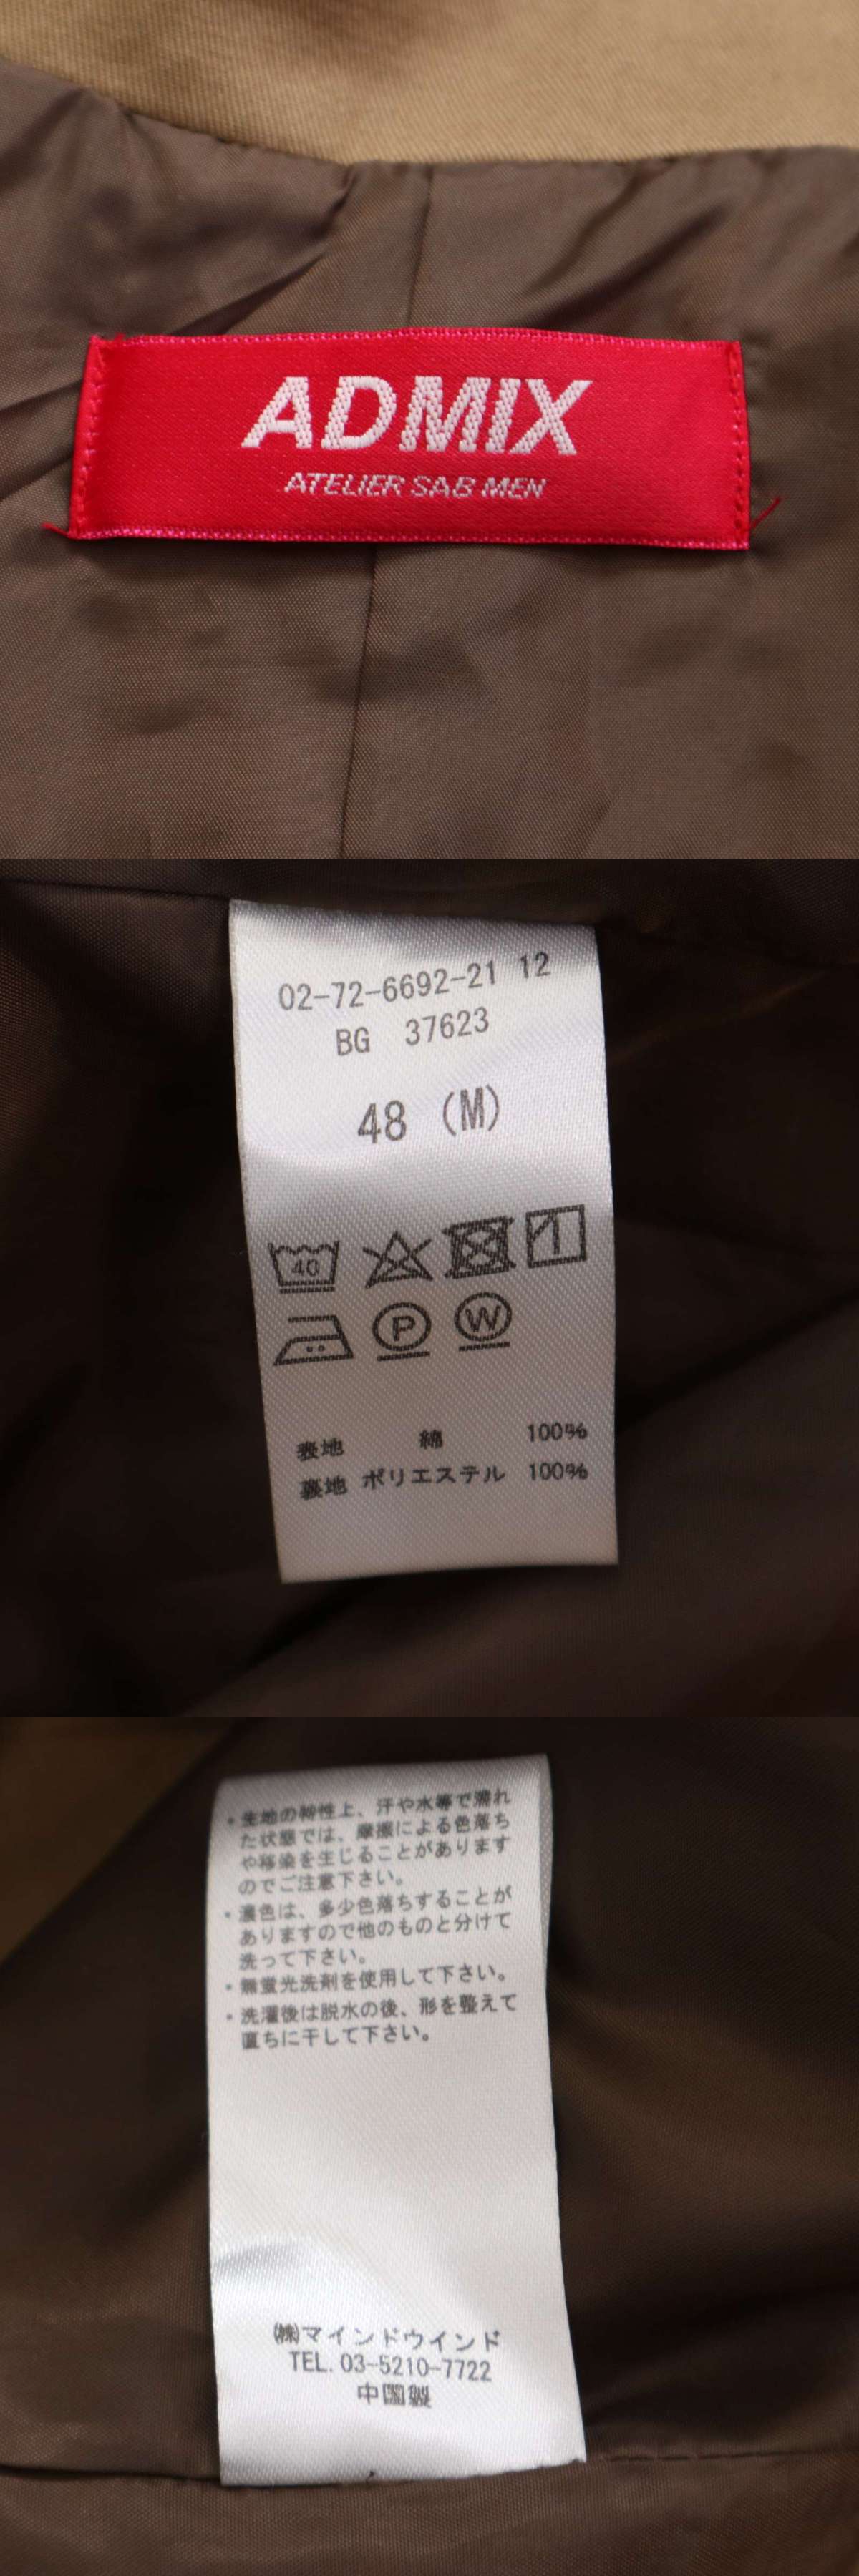 ADMIX
ATELIER SAB MEN
02-72-6692-21 12
BG 37623
48 (M)
40
P W
表地 綿 100%
裏地 ポリエステル 100%
・生地の特性上、汗や水等で濡れ
た状態では、摩擦による色落ち
や移染を生じることがあります
のでご注意下さい。
・濃色は、多少色落ちすることが
ありますので他のものと分けて
洗って下さい。
・無蛍光洗剤を使用して下さい。
・洗濯後は脱水の後、形を整えて
直ちに干して下さい。
㈱マインドウインド
TEL. 03-5210-7722
中国製